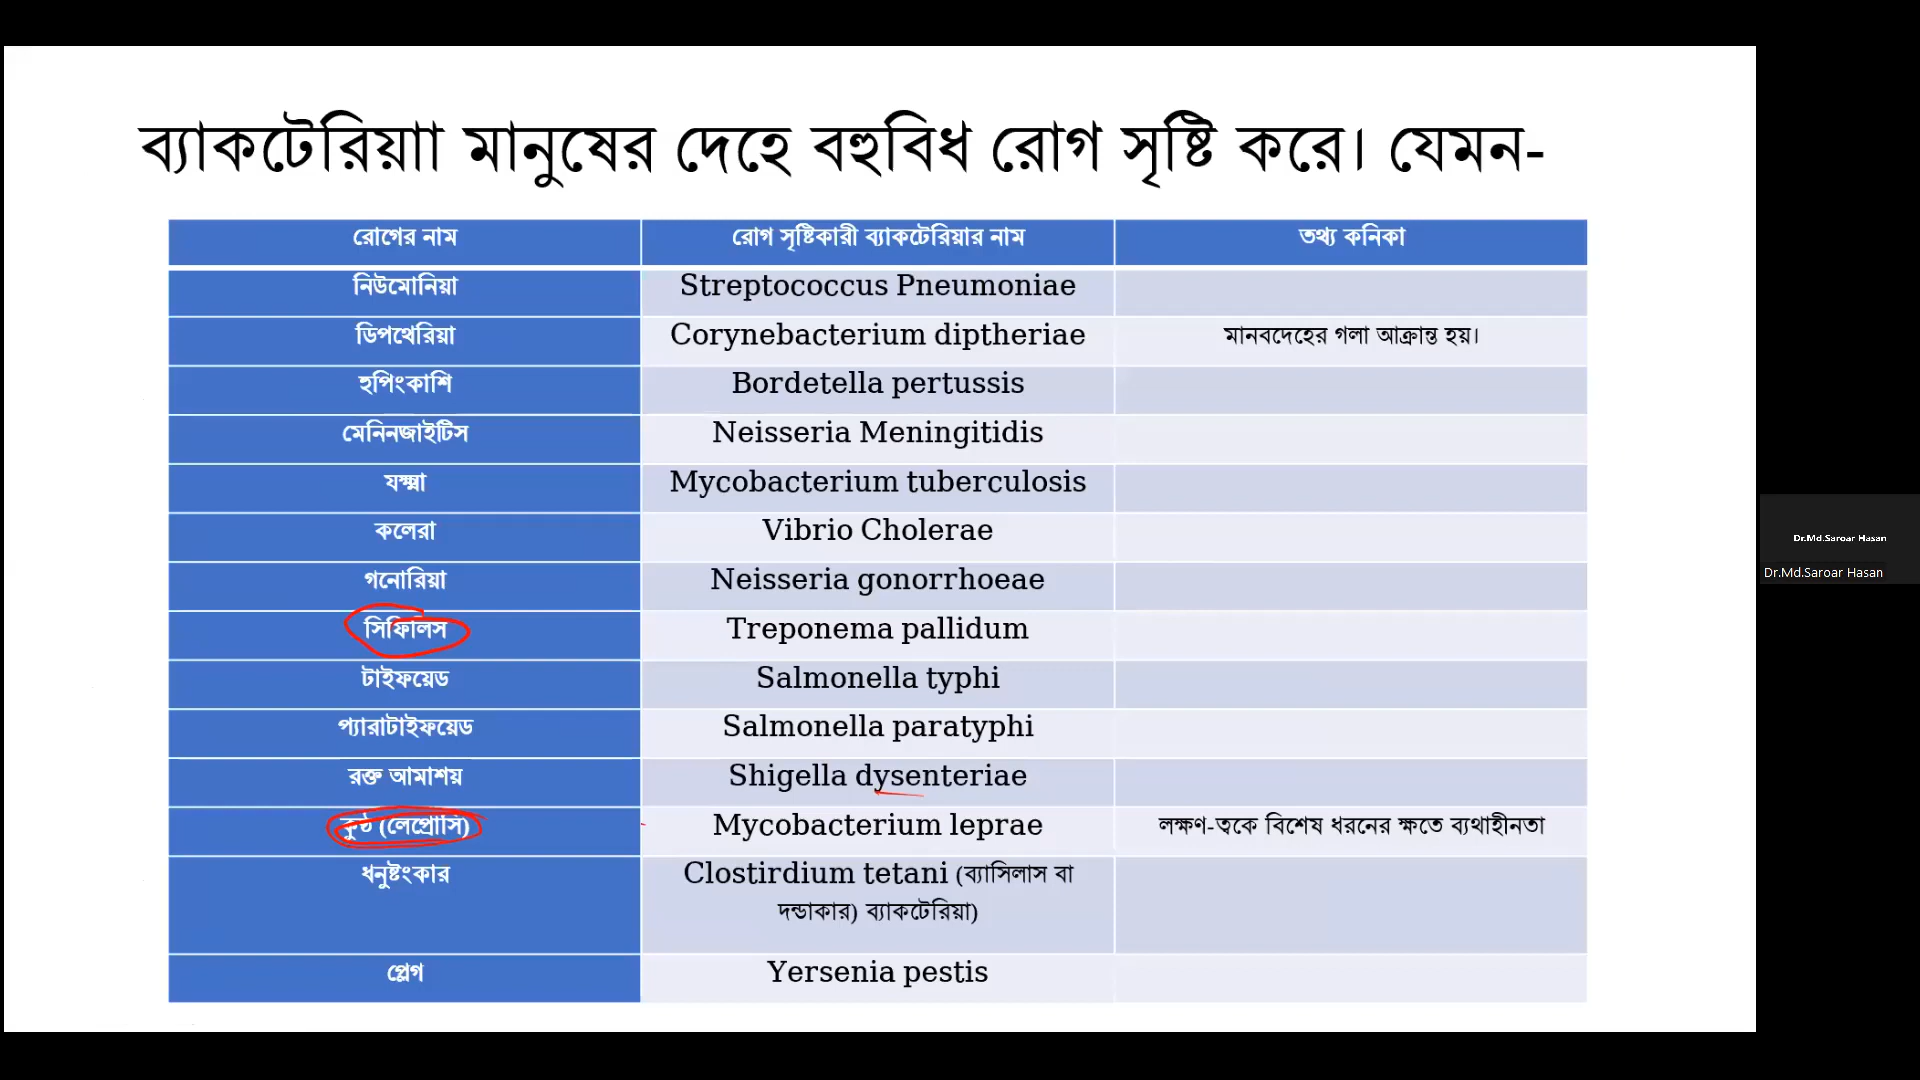 ব্যাকটেরিয়াা মানুষের দেহে বহুবিধ রোগ সৃষ্টি করে। যেমন-
রোগের নাম রোগ সৃষ্টিকারী ব্যাকটেরিয়ার নাম তথ্য কনিকা
নিউমোনিয়া Streptococcus Pneumoniae
ডিপথেরিয়া Corynebacterium diptheriae মানবদেহের গলা আক্রান্ত হয়।
হপিংকাশি Bordetella pertussis
মেনিনজাইটিস Neisseria Meningitidis
যক্ষ্মা Mycobacterium tuberculosis
কলেরা Vibrio Cholerae
গনোরিয়া Neisseria gonorrhoeae
সিফিলিস Treponema pallidum
টাইফয়েড Salmonella typhi
প্যারাটাইফয়েড Salmonella paratyphi
রক্ত আমাশয় Shigella dysenteriae
কুষ্ঠ (লেপ্রোসি) Mycobacterium leprae লক্ষণ-ত্বকে বিশেষ ধরনের ক্ষতে ব্যথাহীনতা
ধনুষ্টংকার Clostirdium tetani (ব্যাসিলাস বা
দন্ডাকার) ব্যাকটেরিয়া)
প্লেগ Yersenia pestis
Dr.Md.Saroar Hasan
Dr.Md.Saroar Hasan